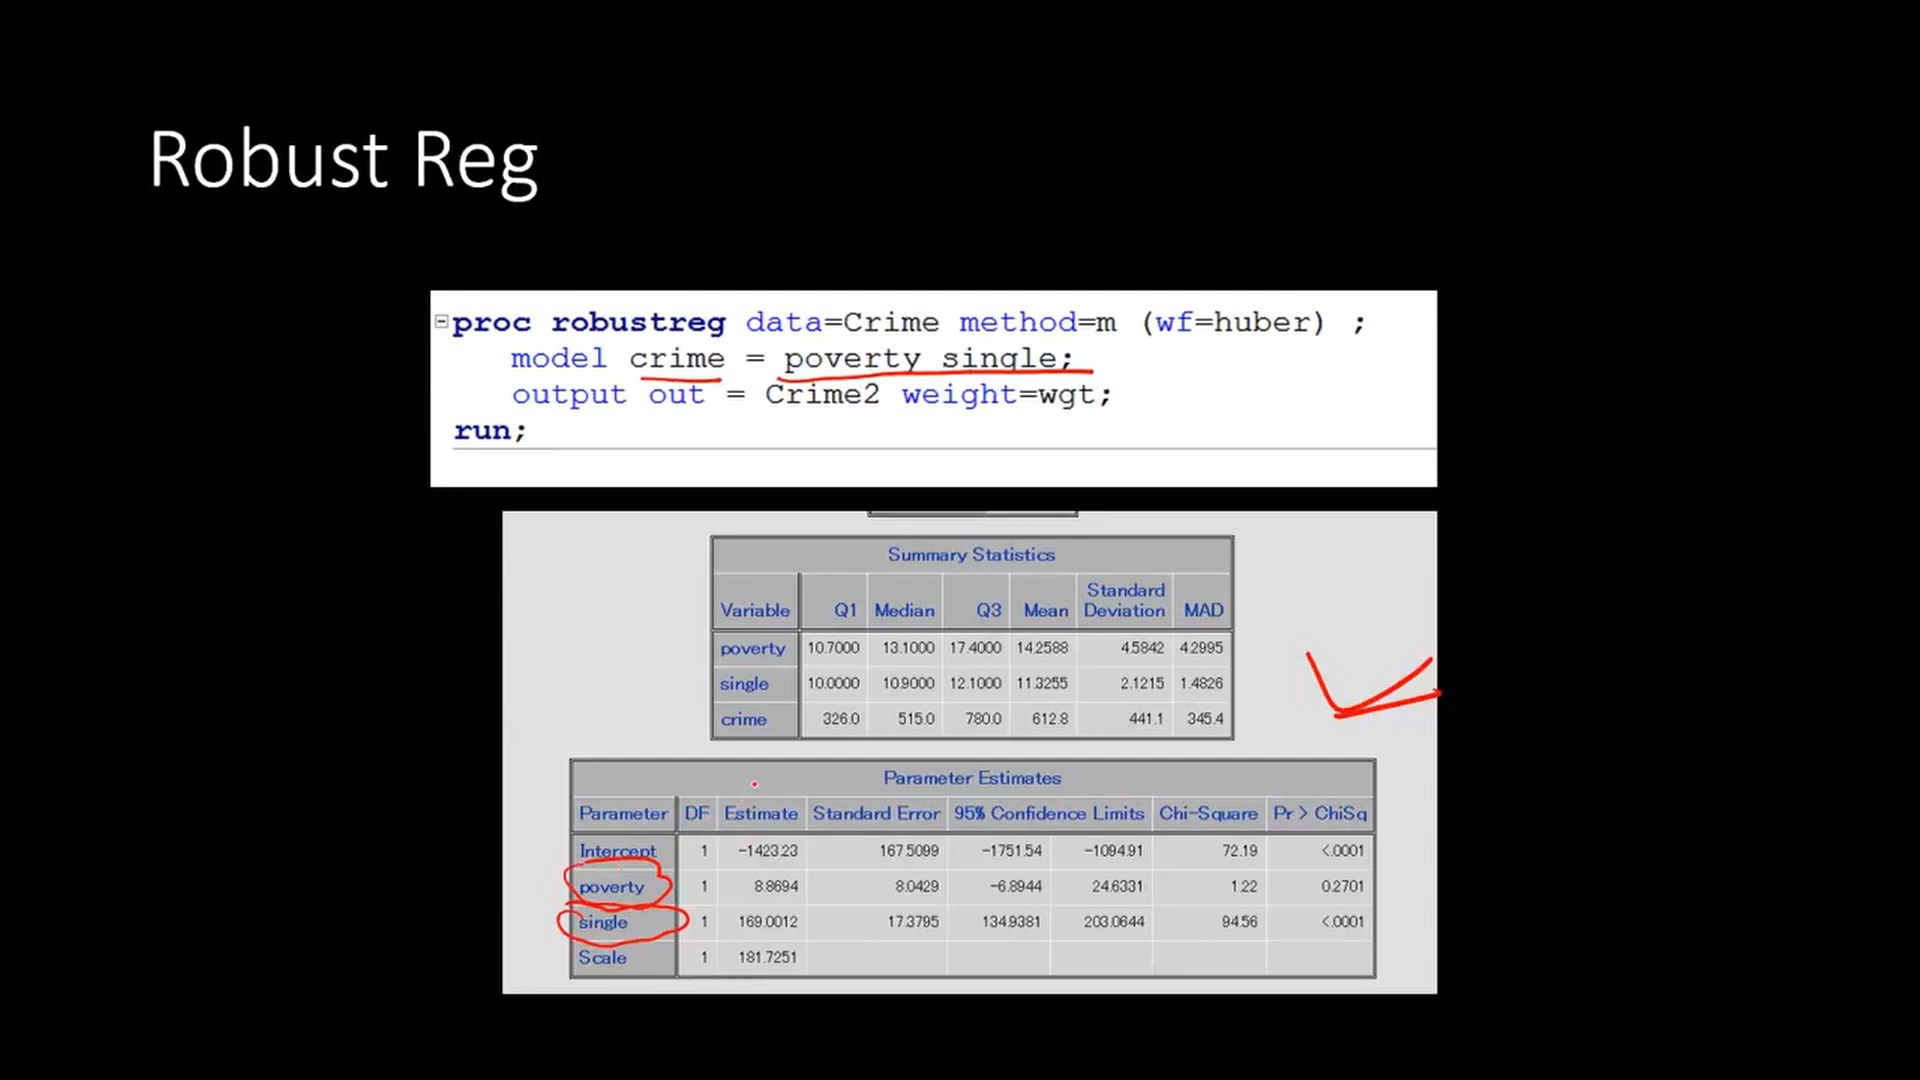 Robust Reg
proc robustreg data=Crime method=m (wf=huber) ;
model crime = poverty single;
output out = Crime2 weight=wgt;
run;
Summary Statistics
Variable Q1 Median Q3 Mean Standard Deviation MAD
poverty 10.7000 13.1000 17.4000 14.2588 4.5842 4.2995
single 10.0000 10.9000 12.1000 11.3255 2.1215 1.4826
crime 326.0 515.0 780.0 612.8 441.1 345.4
Parameter Estimates
Parameter DF Estimate Standard Error 95% Confidence Limits Chi-Square Pr > ChiSq
Intercept 1 -1423.23 167.5099 -1751.54 -1094.91 72.19 <.0001
poverty 1 8.8694 8.0429 -6.8944 24.6331 1.22 0.2701
single 1 169.0012 17.3795 134.9381 203.0644 94.56 <.0001
Scale 1 181.7251